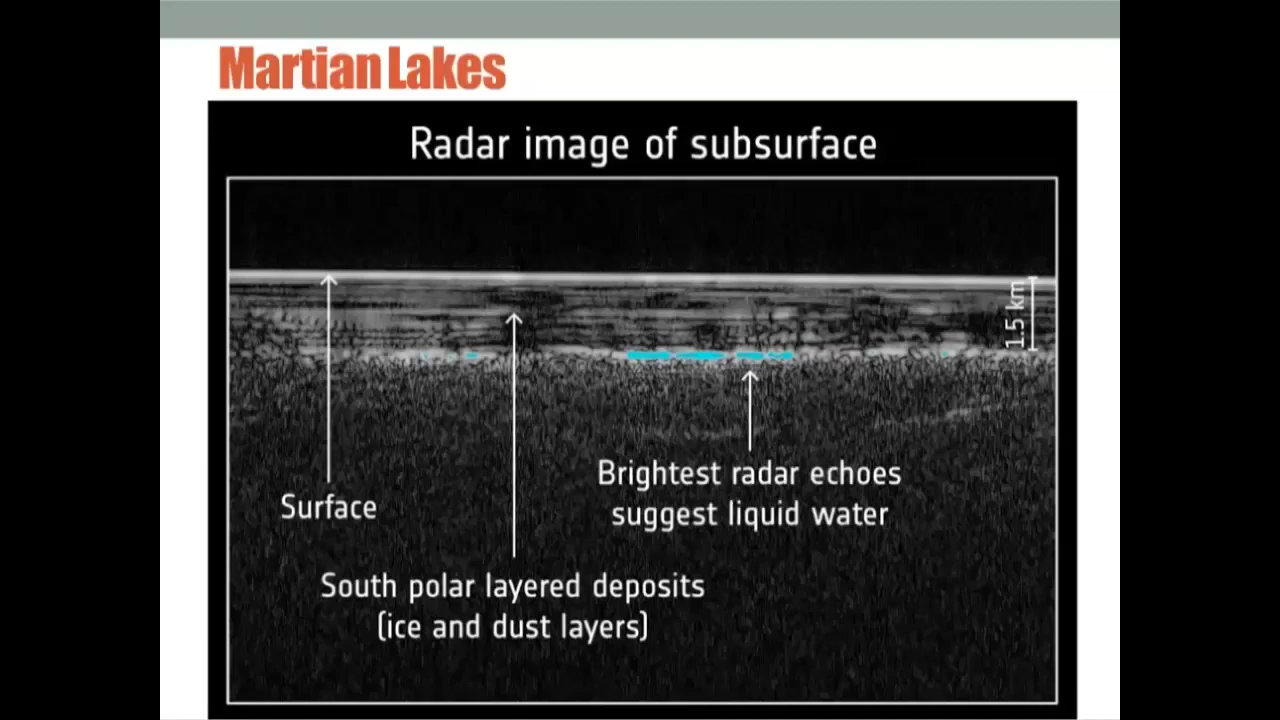 Martian Lakes
Radar image of subsurface
1.5 km
Brightest radar echoes
suggest liquid water
Surface
South polar layered deposits
(ice and dust layers)